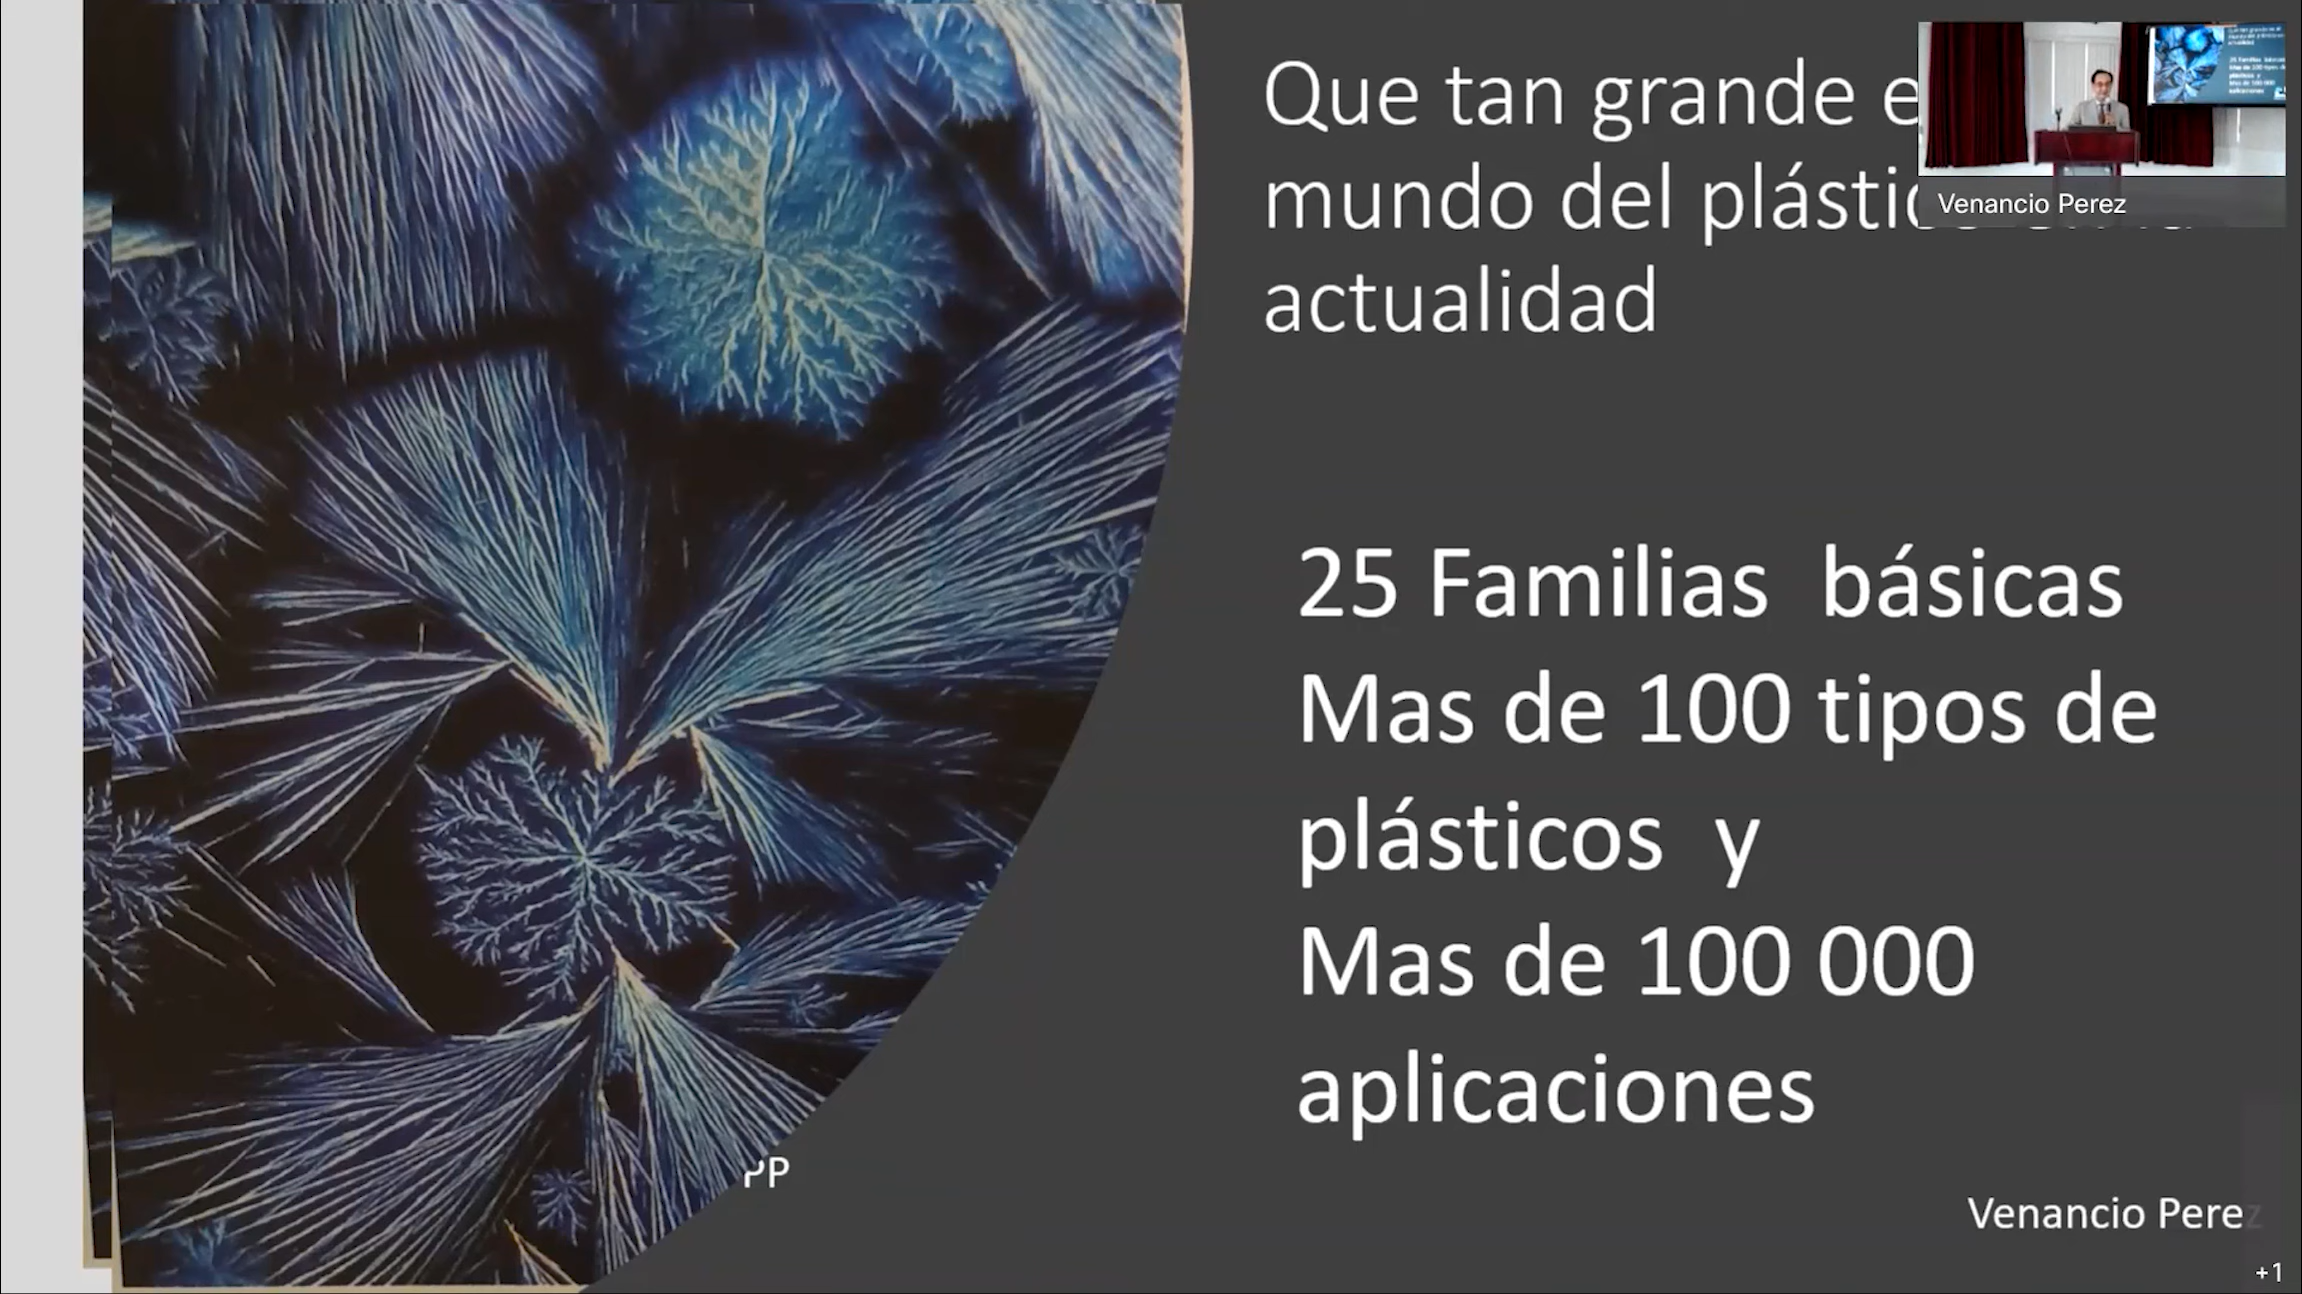 Que tan grande e
mundo del plástic
actualidad
Venancio Perez
25 Familias básicas
Mas de 100 tipos de
plásticos y
Mas de 100 000
aplicaciones
PP
Venancio Perez
+1